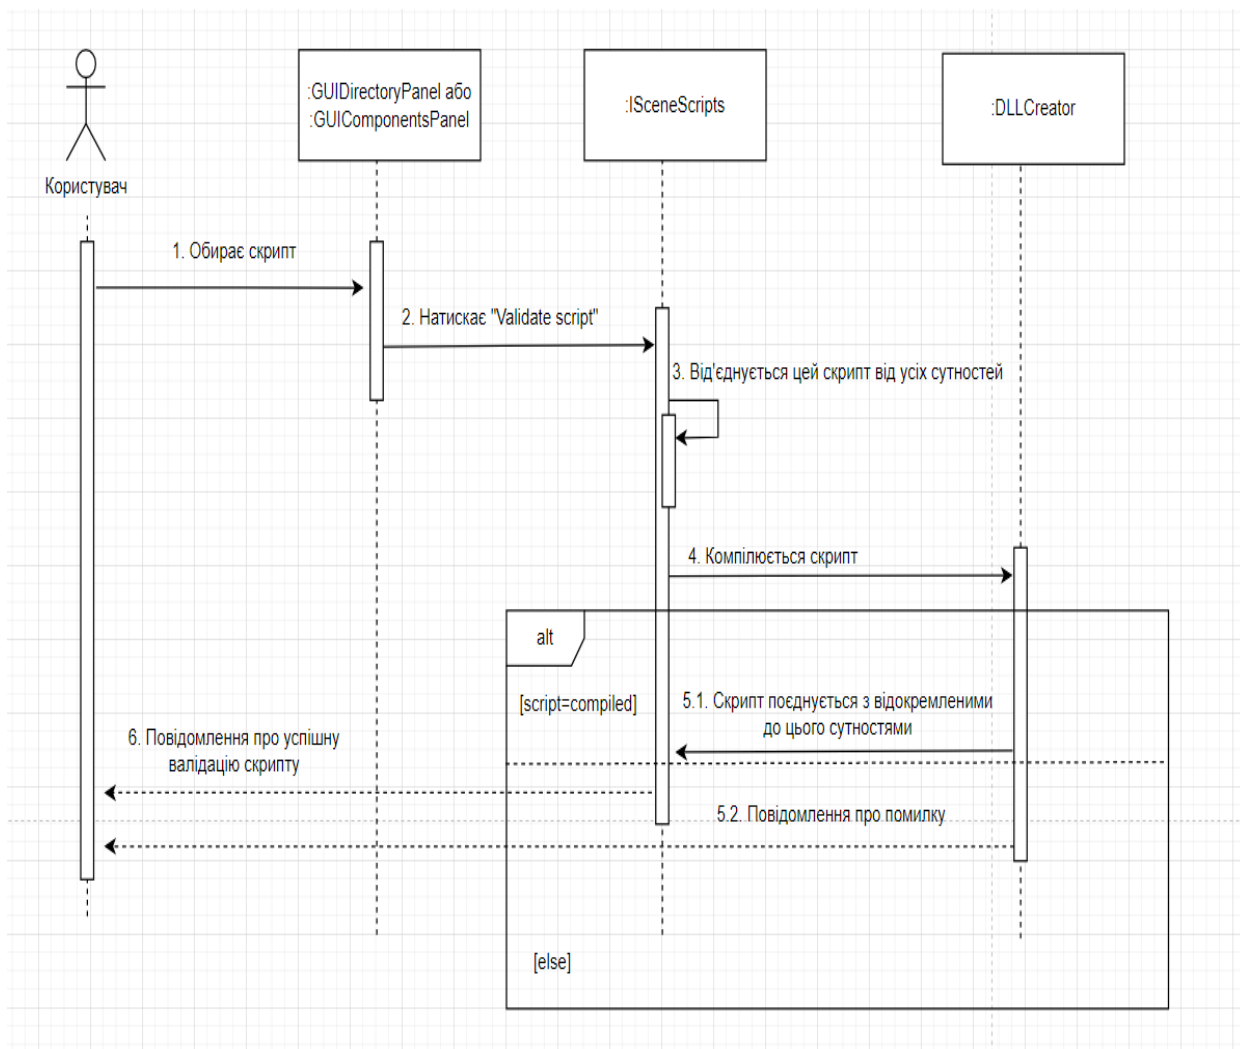 :GUIDirectoryPanel або
:GUIComponentsPanel
:ISceneScripts
:DLLCreator
Користувач
1. Обирає скрипт
2. Натискає "Validate script"
3. Від'єднується цей скрипт від усіх сутностей
4. Компілюється скрипт
alt
[script=compiled]
5.1. Скрипт поєднується з відокремленими
до цього сутностями
6. Повідомлення про успішну
валідацію скрипту
5.2. Повідомлення про помилку
[else]